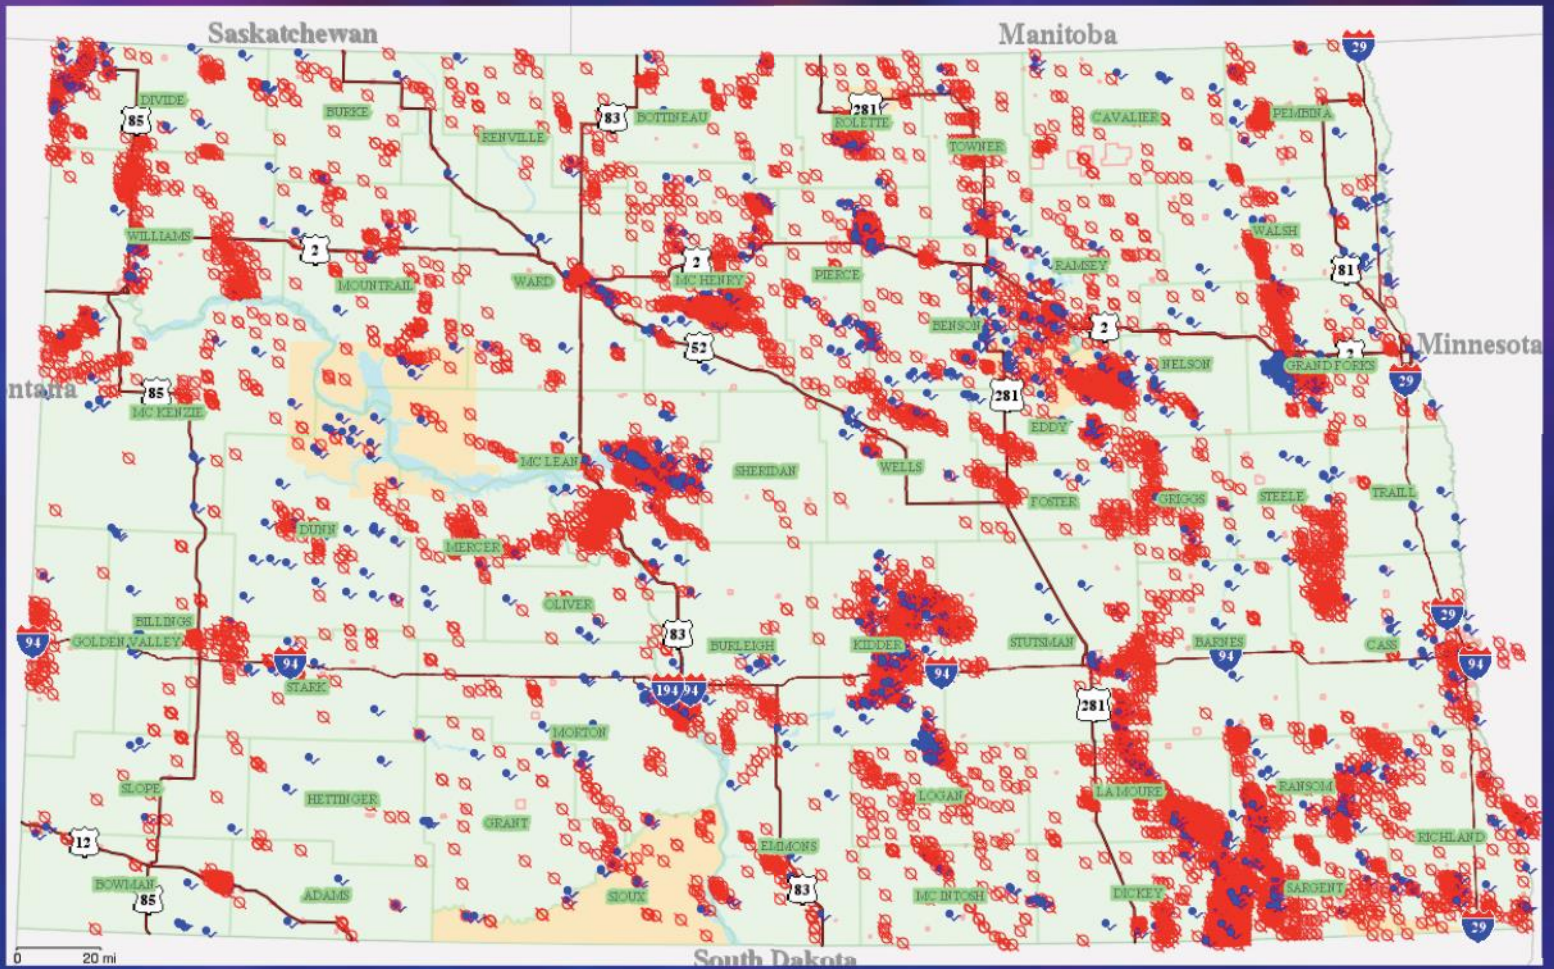 Saskatchewan
Manitoba
29
DIVIDE
85
BURKE
RENVILLE
83
BOTTINEAU
281
ROLETTE
TOWNER
CAVALIER
PEMBINA
WILLIAMS
2
MOUNTRAIL
WARD
2
MC HENRY
PIERCE
RAMSEY
WALSH
81
52
BENSON
2
NELSON
2
GRAND FORKS
Minnesota
29
ntana
85
MC KENZIE
281
EDDY
MC LEAN
SHERIDAN
WELLS
FOSTER
GRIGGS
STEELE
TRAILL
DUNN
MERCER
OLIVER
BILLINGS
94
GOLDEN VALLEY
94
STARK
83
BURLEIGH
KIDDER
94
STUTSMAN
BARNES
94
CASS
29
94
194
94
281
MORTON
SLOPE
HETTINGER
GRANT
LOGAN
LA MOURE
RANSOM
RICHLAND
12
EMMONS
BOWMAN
85
ADAMS
SIOUX
83
MC INTOSH
DICKEY
SARGENT
29
0 20 mi
South Dakota